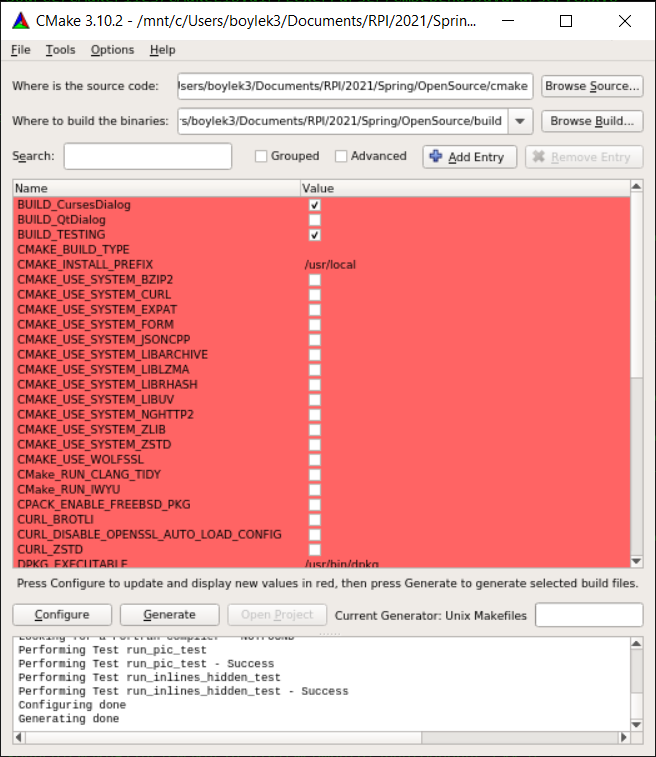 CMake 3.10.2 - /mnt/c/Users/boylek3/Documents/RPI/2021/Sprin...
File Tools Options Help
Where is the source code: Users/boylek3/Documents/RPI/2021/Spring/OpenSource/cmake Browse Source...
Where to build the binaries: rs/boylek3/Documents/RPI/2021/Spring/OpenSource/build Browse Build...
Search: Grouped Advanced Add Entry Remove Entry
Name Value
BUILD_CursesDialog
BUILD_QtDialog
BUILD_TESTING
CMAKE_BUILD_TYPE
CMAKE_INSTALL_PREFIX /usr/local
CMAKE_USE_SYSTEM_BZIP2
CMAKE_USE_SYSTEM_CURL
CMAKE_USE_SYSTEM_EXPAT
CMAKE_USE_SYSTEM_FORM
CMAKE_USE_SYSTEM_JSONCPP
CMAKE_USE_SYSTEM_LIBARCHIVE
CMAKE_USE_SYSTEM_LIBLZMA
CMAKE_USE_SYSTEM_LIBRHASH
CMAKE_USE_SYSTEM_LIBUV
CMAKE_USE_SYSTEM_NGHTTP2
CMAKE_USE_SYSTEM_ZLIB
CMAKE_USE_SYSTEM_ZSTD
CMAKE_USE_WOLFSSL
CMake_RUN_CLANG_TIDY
CMake_RUN_IWYU
CPACK_ENABLE_FREEBSD_PKG
CURL_BROTLI
CURL_DISABLE_OPENSSL_AUTO_LOAD_CONFIG
CURL_ZSTD
DPKG_EXECUTABLE /usr/bin/dpkg
Press Configure to update and display new values in red, then press Generate to generate selected build files.
Configure Generate Open Project Current Generator: Unix Makefiles
Looking for a Fortran compiler - NOTFOUND
Performing Test run_pic_test
Performing Test run_pic_test - Success
Performing Test run_inlines_hidden_test
Performing Test run_inlines_hidden_test - Success
Configuring done
Generating done